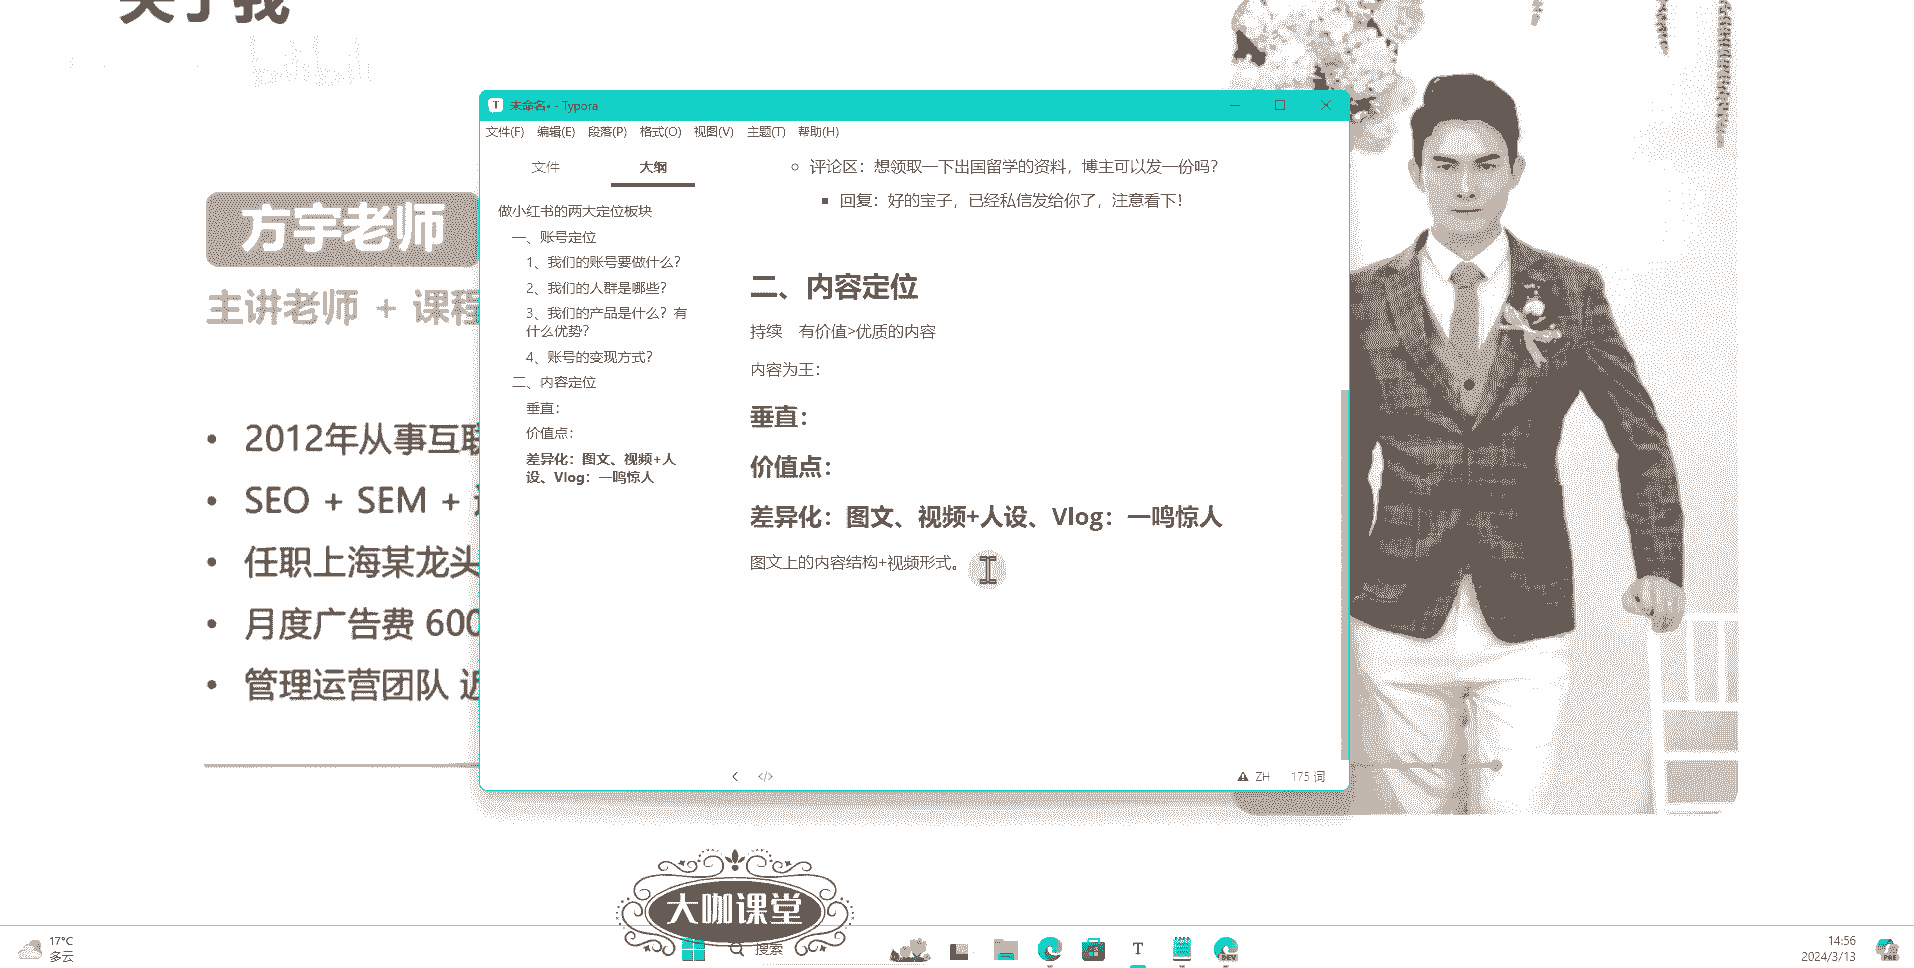 关于我
bilibili
方宇老师
主讲老师 + 课程
2012年从事互联
SEO + SEM +
任职上海某龙头
月度广告费 600
管理运营团队 近
未命名• - Typora
文件(F) 编辑(E) 段落(P) 格式(O) 视图(V) 主题(T) 帮助(H)
文件 大纲
做小红书的两大定位板块
一、账号定位
1、我们的账号要做什么？
2、我们的人群是哪些？
3、我们的产品是什么？有
什么优势？
4、账号的变现方式？
二、内容定位
垂直：
价值点：
差异化：图文、视频+人
设、Vlog：一鸣惊人
评论区：想领取一下出国留学的资料，博主可以发一份吗？
回复：好的宝子，已经私信发给你了，注意看下！
二、内容定位
持续 有价值>优质的内容
内容为王：
垂直：
价值点：
差异化：图文、视频+人设、Vlog：一鸣惊人
图文上的内容结构+视频形式。
</> ZH 175 词
大咖课堂
17°C
多云
搜索
T
DEV
14:56
2024/3/13
PRE